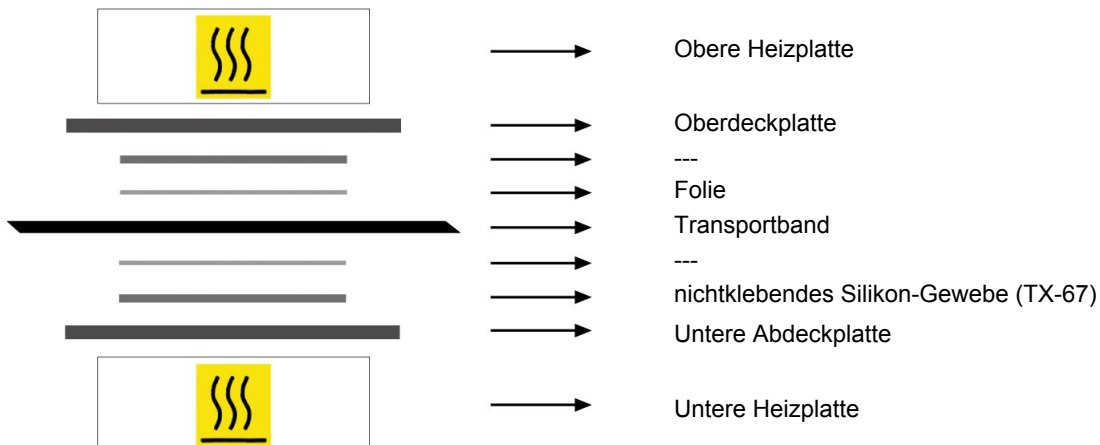 Obere Heizplatte
Oberdeckplatte
---
Folie
Transportband
---
nichtklebendes Silikon-Gewebe (TX-67)
Untere Abdeckplatte
Untere Heizplatte